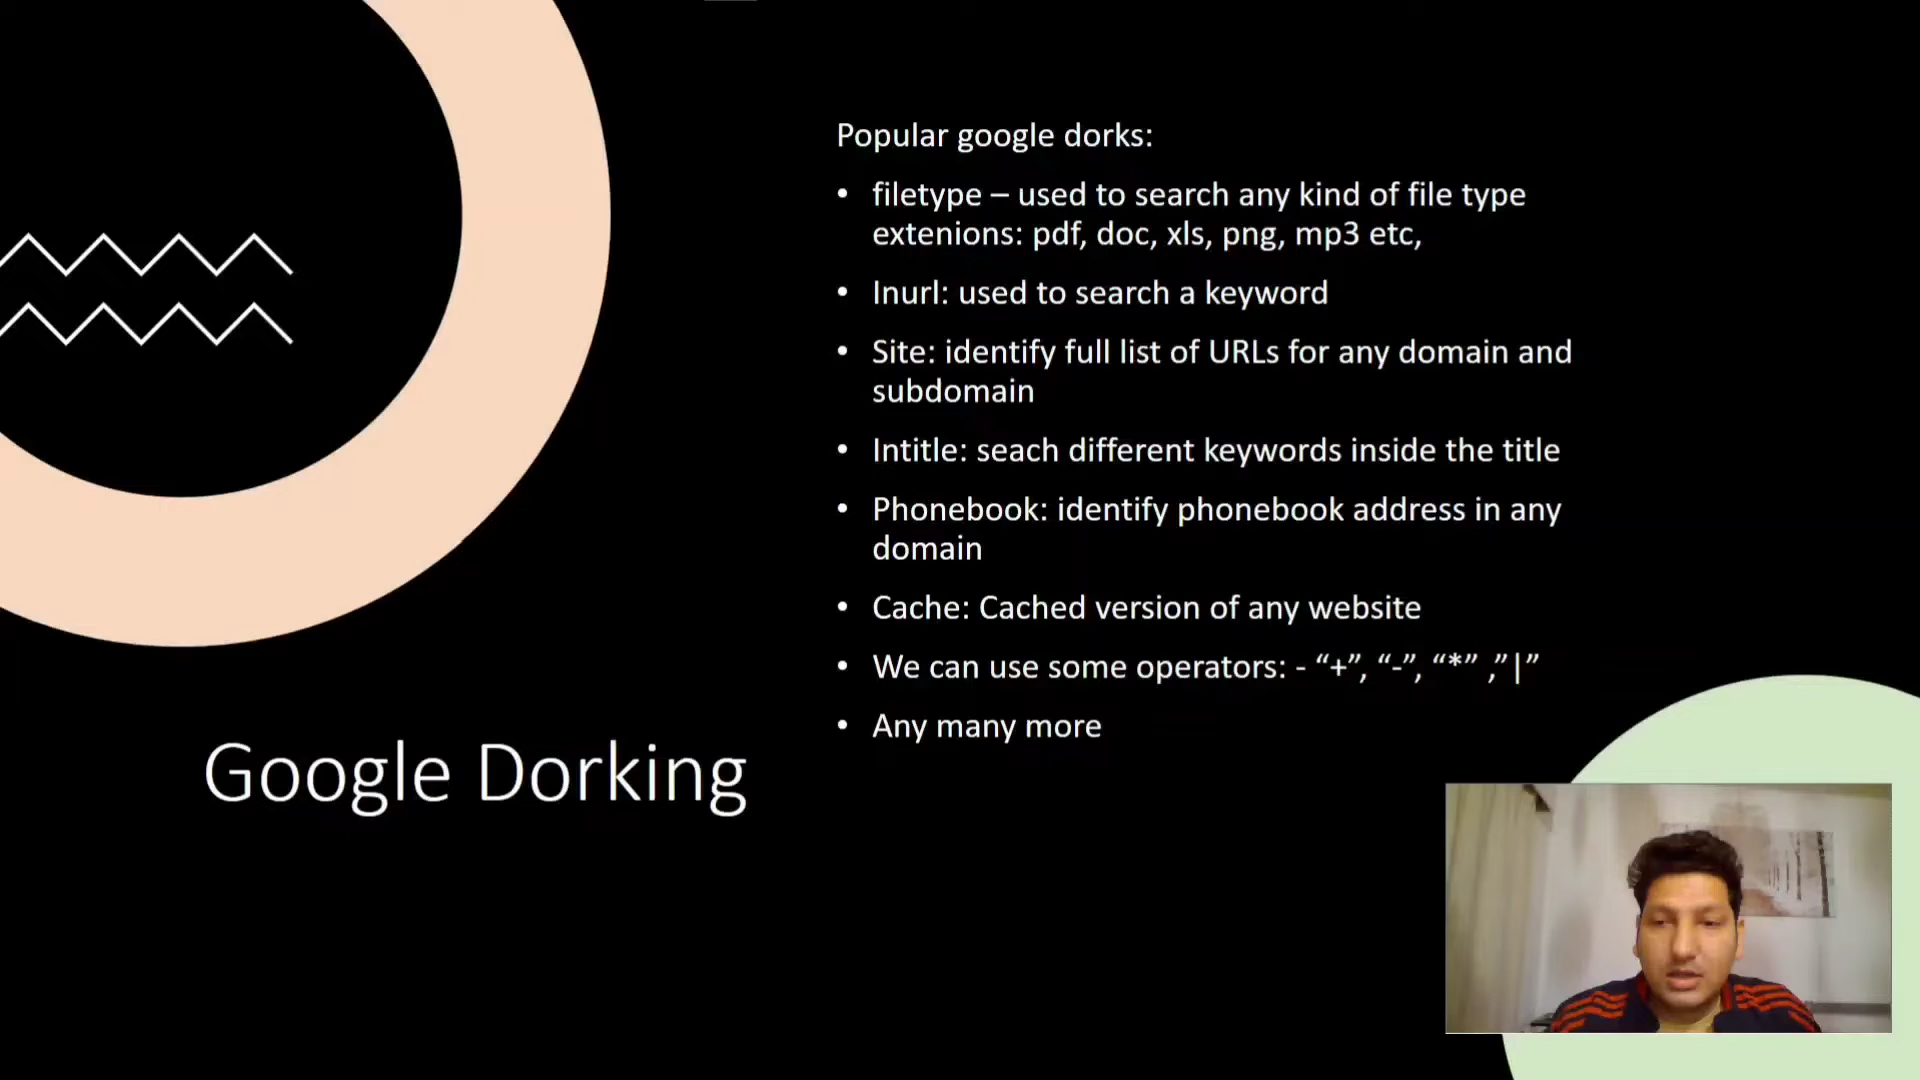 Popular google dorks:
• filetype – used to search any kind of file type
extenions: pdf, doc, xls, png, mp3 etc,
• Inurl: used to search a keyword
• Site: identify full list of URLs for any domain and
subdomain
• Intitle: seach different keywords inside the title
• Phonebook: identify phonebook address in any
domain
• Cache: Cached version of any website
• We can use some operators: - “+”, “-”, “*” ,”|”
• Any many more
Google Dorking